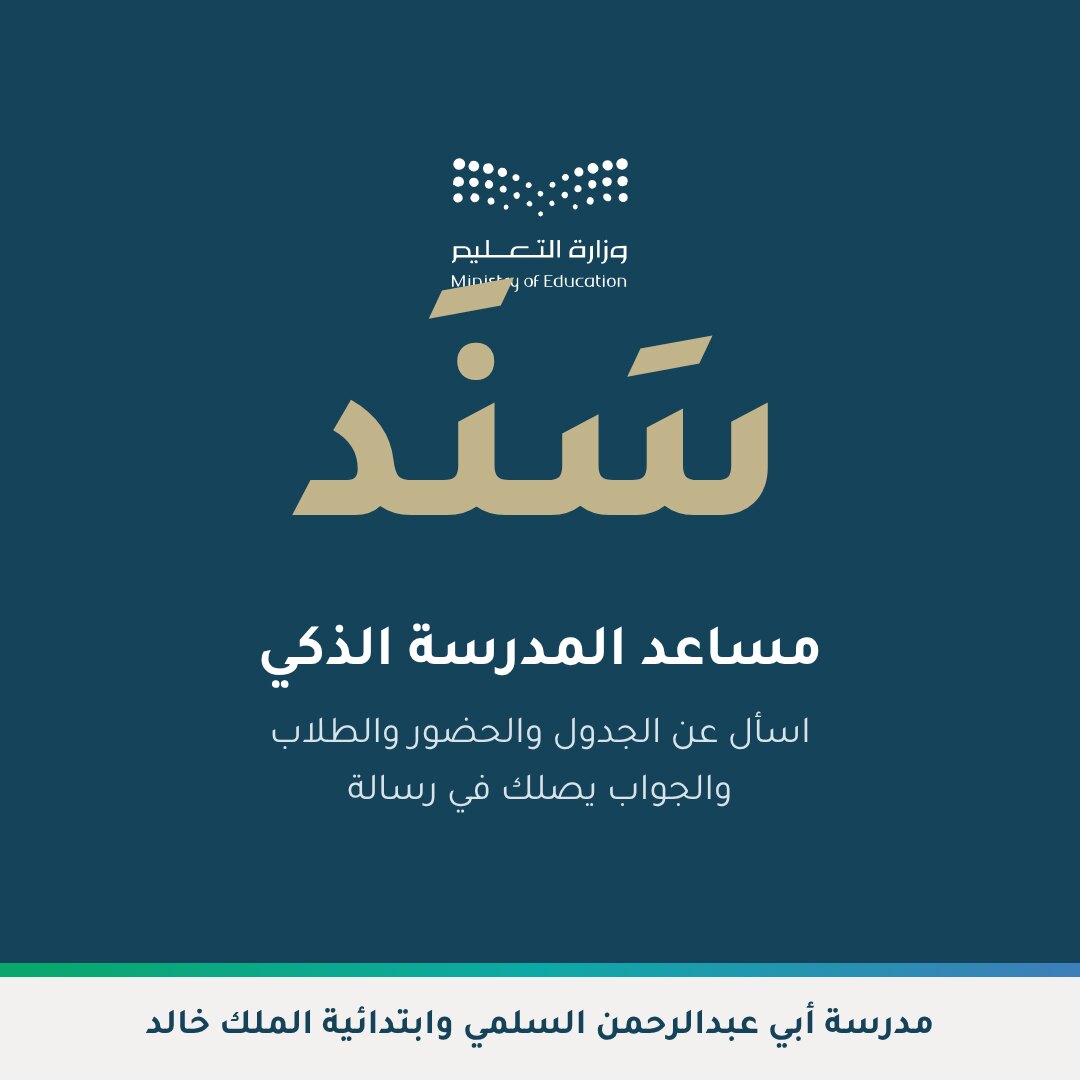 وزارة التعليم
Ministry of Education
سَنَد
مساعد المدرسة الذكي
اسأل عن الجدول والحضور والطلاب
والجواب يصلك في رسالة
مدرسة أبي عبدالرحمن السلمي وابتدائية الملك خالد